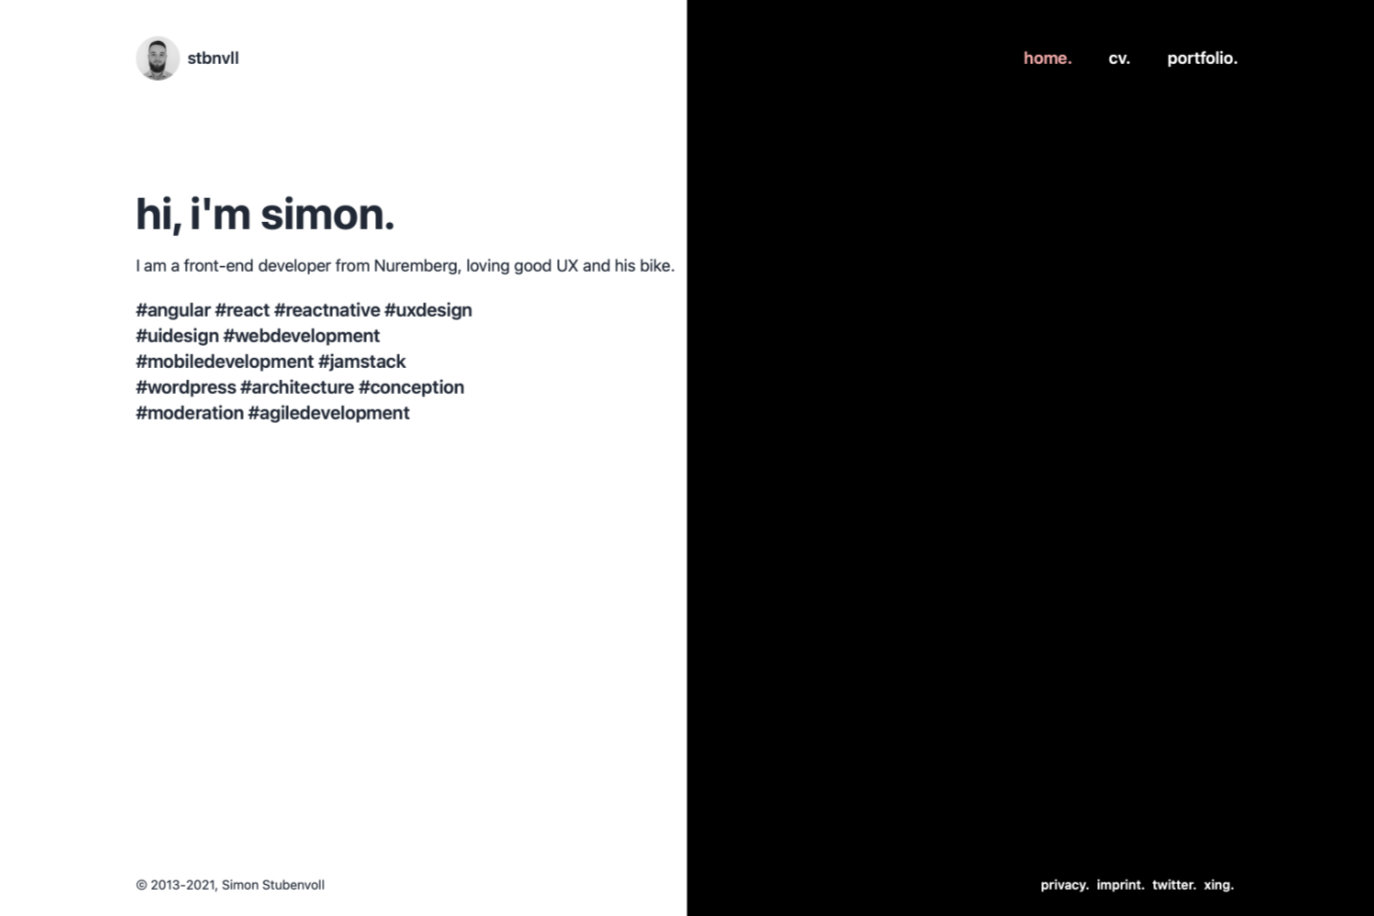 stbnvll
home. cv. portfolio.
hi, i'm simon.
I am a front-end developer from Nuremberg, loving good UX and his bike.
#angular #react #reactnative #uxdesign
#uidesign #webdevelopment
#mobiledevelopment #jamstack
#wordpress #architecture #conception
#moderation #agiledevelopment
© 2013-2021, Simon Stubenvoll
privacy. imprint. twitter. xing.